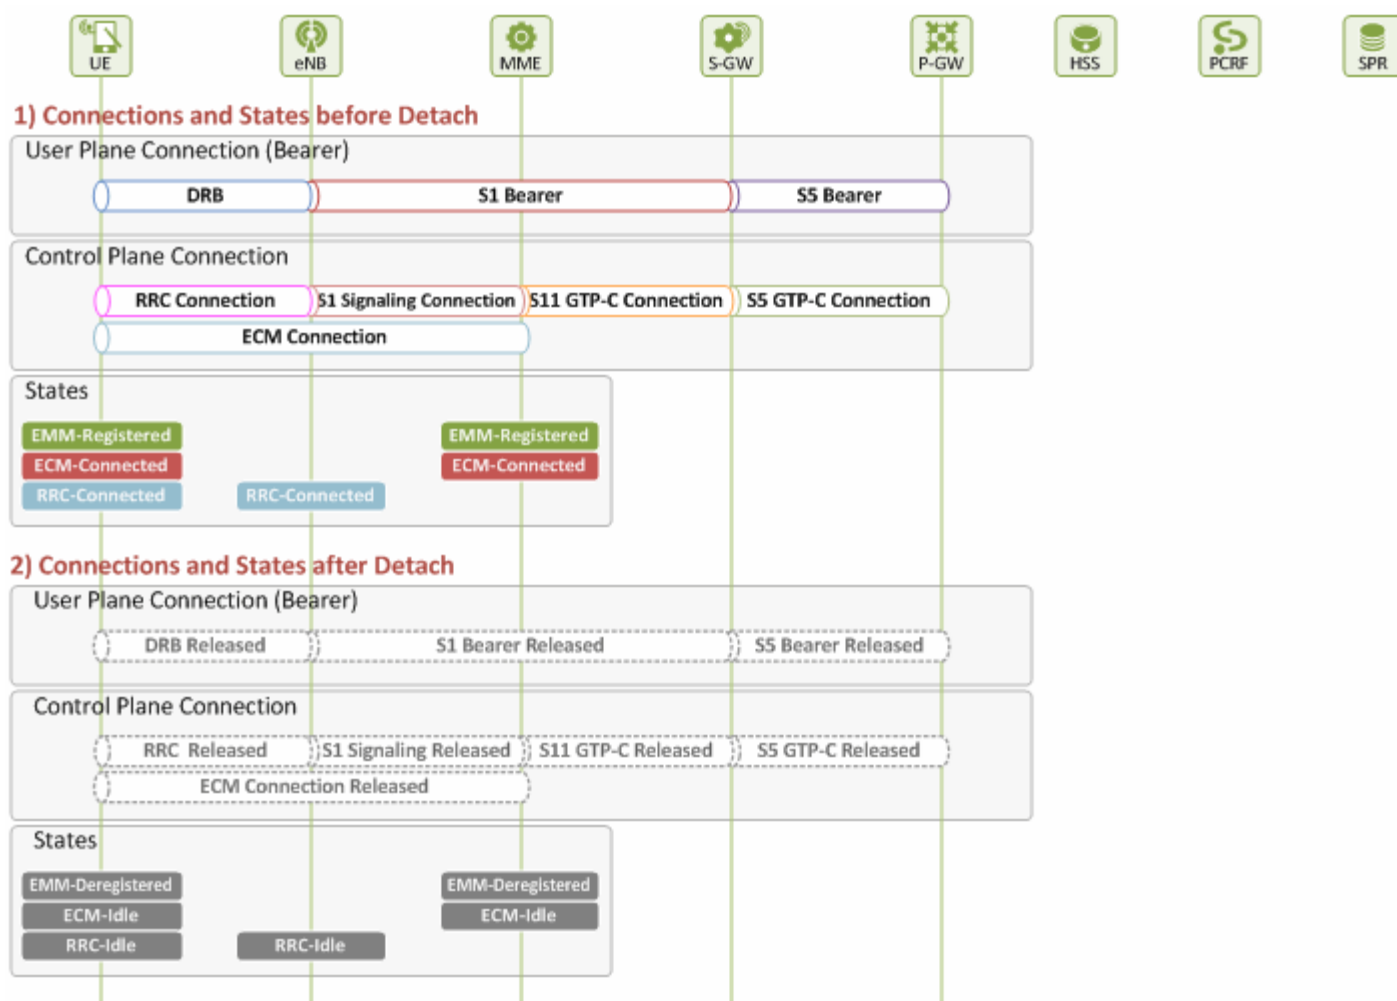 UE eNB MME S-GW P-GW HSS PCRF SPR
1) Connections and States before Detach
User Plane Connection (Bearer)
DRB S1 Bearer S5 Bearer
Control Plane Connection
RRC Connection S1 Signaling Connection S11 GTP-C Connection S5 GTP-C Connection
ECM Connection
States
EMM-Registered EMM-Registered
ECM-Connected ECM-Connected
RRC-Connected RRC-Connected
2) Connections and States after Detach
User Plane Connection (Bearer)
DRB Released S1 Bearer Released S5 Bearer Released
Control Plane Connection
RRC Released S1 Signaling Released S11 GTP-C Released S5 GTP-C Released
ECM Connection Released
States
EMM-Deregistered EMM-Deregistered
ECM-Idle ECM-Idle
RRC-Idle RRC-Idle